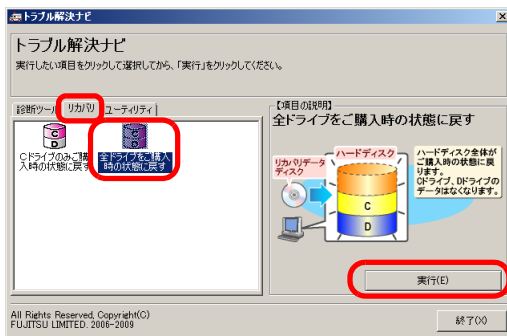 トラブル解決ナビ
トラブル解決ナビ
実行したい項目をクリックして選択してから、「実行」をクリックしてください。
診断ツール
リカバリ
ユーティリティ
C
D
Cドライブのみご購
入時の状態に戻す
C
D
全ドライブをご購入
時の状態に戻す
【項目の説明】
全ドライブをご購入時の状態に戻す
リカバリデータ
ディスク
ハードディスク
C
D
ハードディスク全体が
ご購入時の状態に戻
ります。
Cドライブ、Dドライブの
データはなくなります。
実行(E)
All Rights Reserved, Copyright(C)
FUJITSU LIMITED. 2006-2009
終了(X)